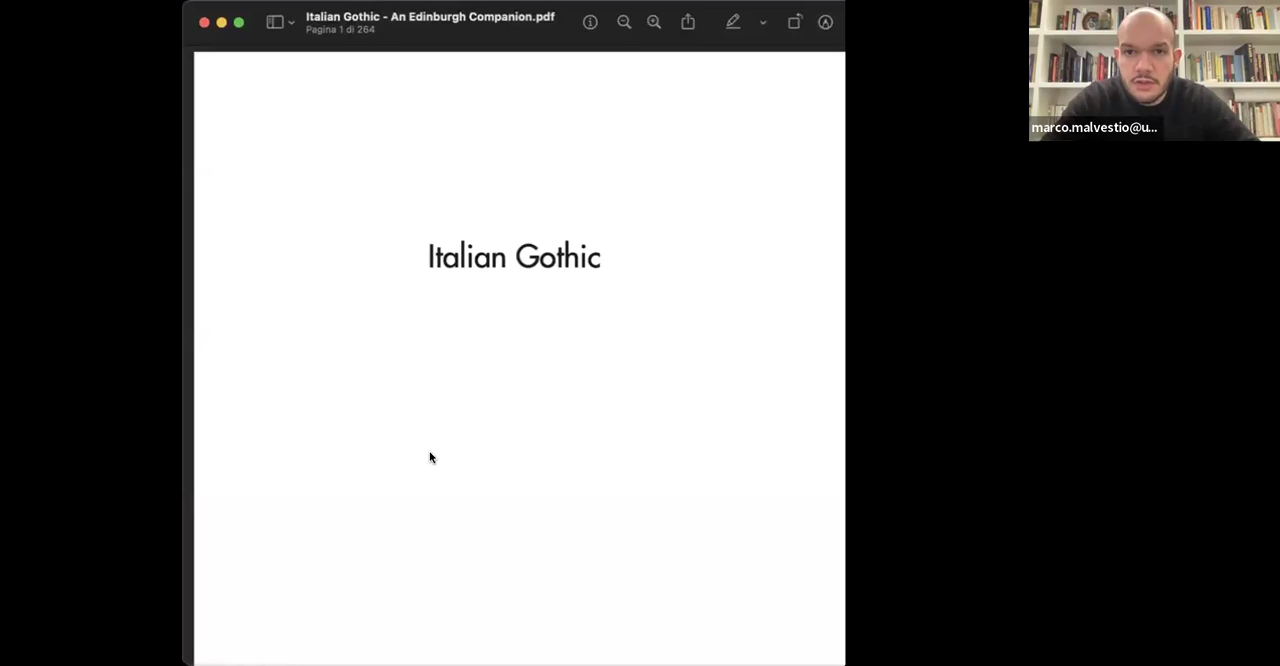 Italian Gothic - An Edinburgh Companion.pdf
Pagina 1 di 264
marco.malvestio@u...
Italian Gothic